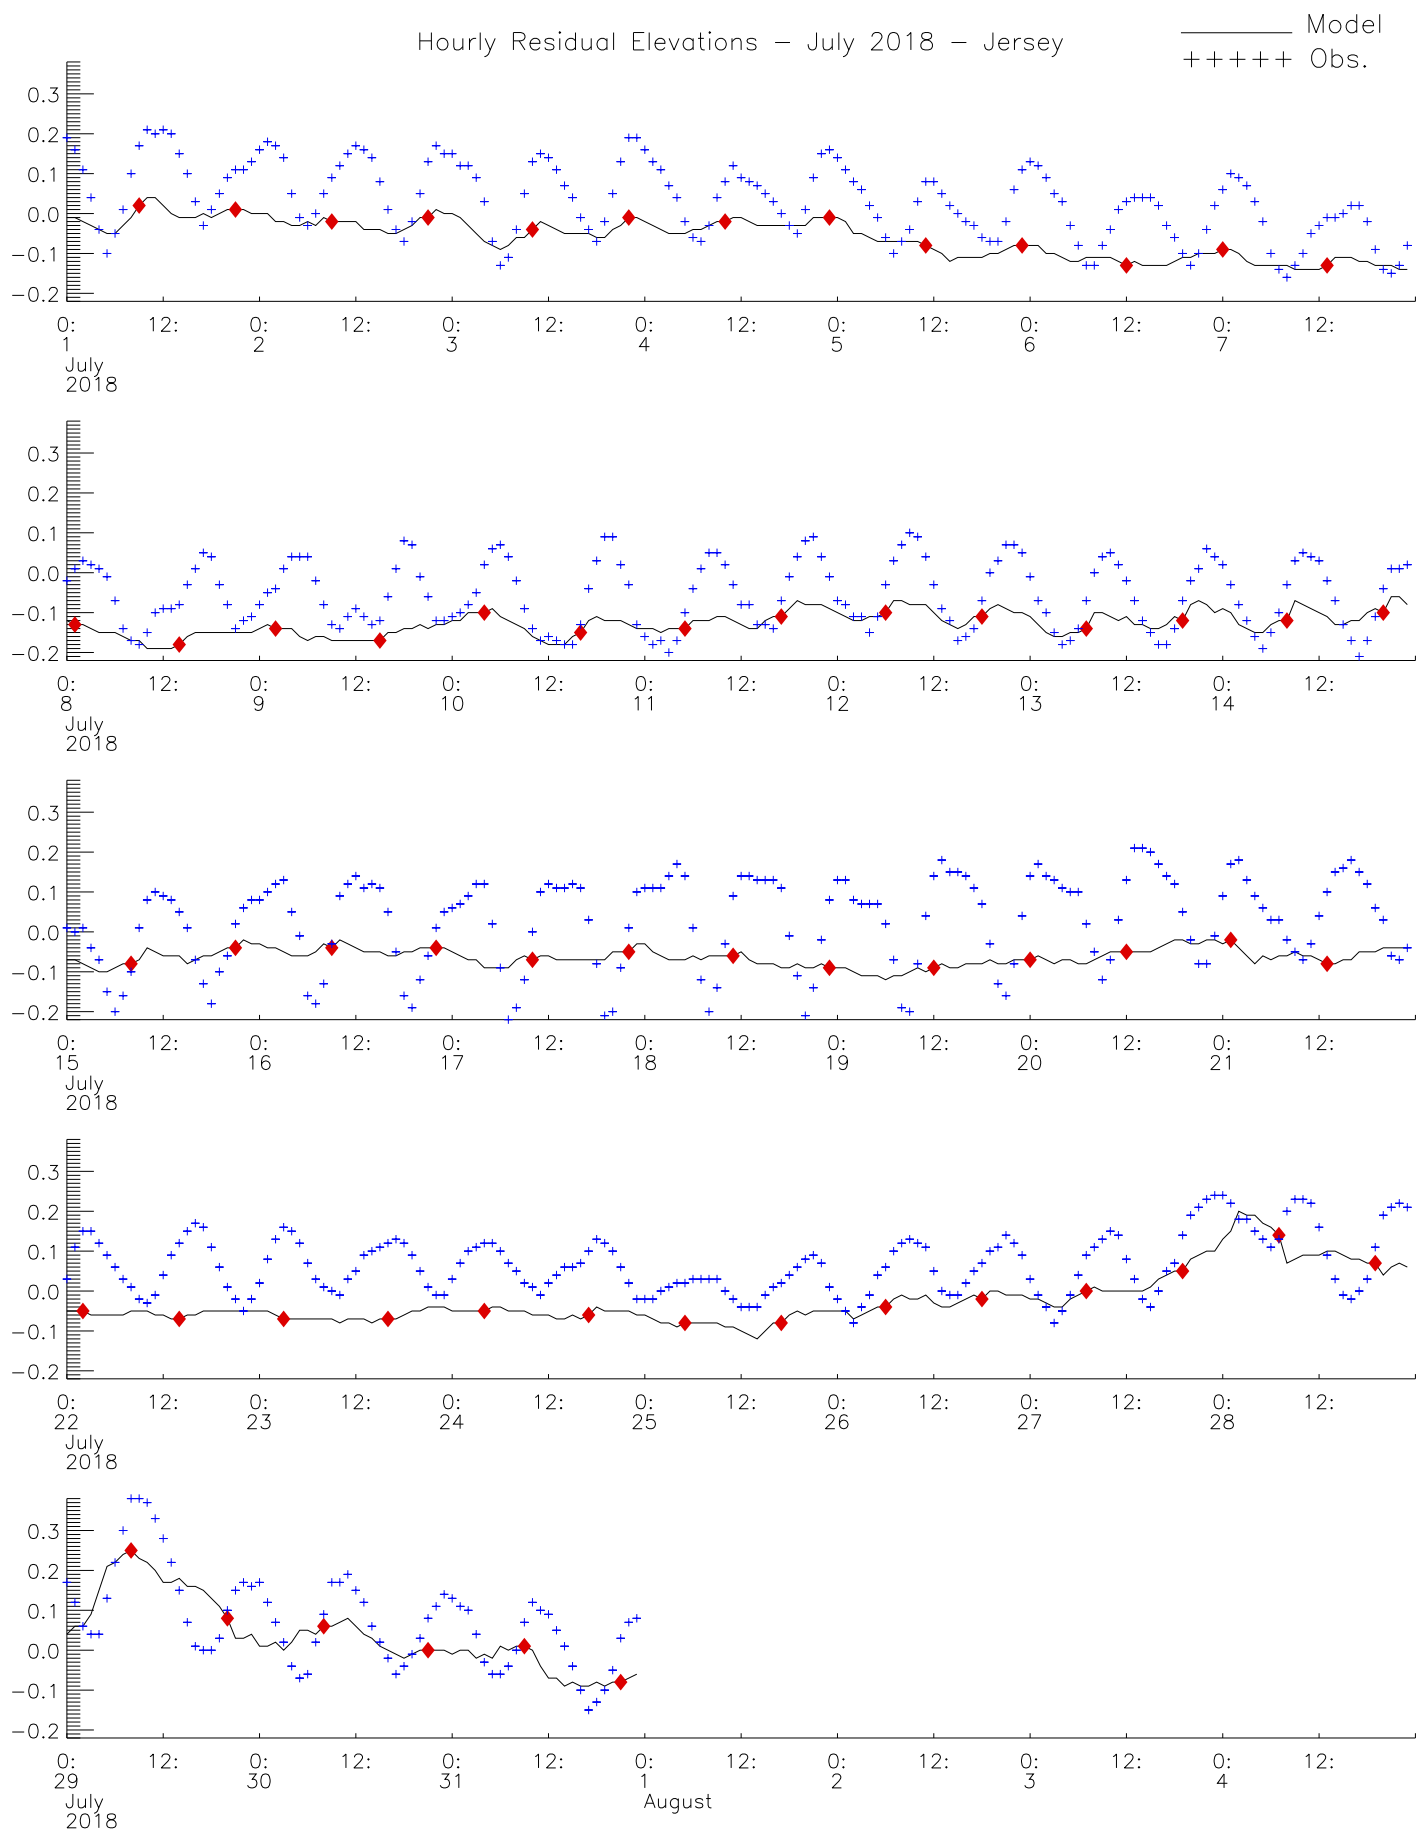 Hourly Residual Elevations – July 2018 – Jersey
Model
+++++ Obs.
0.3
0.2
0.1
0.0
−0.1
−0.2
0: 12: 0: 12: 0: 12: 0: 12: 0: 12: 0: 12: 0: 12:
1 2 3 4 5 6 7
July
2018
0.3
0.2
0.1
0.0
−0.1
−0.2
0: 12: 0: 12: 0: 12: 0: 12: 0: 12: 0: 12: 0: 12:
8 9 10 11 12 13 14
July
2018
0.3
0.2
0.1
0.0
−0.1
−0.2
0: 12: 0: 12: 0: 12: 0: 12: 0: 12: 0: 12: 0: 12:
15 16 17 18 19 20 21
July
2018
0.3
0.2
0.1
0.0
−0.1
−0.2
0: 12: 0: 12: 0: 12: 0: 12: 0: 12: 0: 12: 0: 12:
22 23 24 25 26 27 28
July
2018
0.3
0.2
0.1
0.0
−0.1
−0.2
0: 12: 0: 12: 0: 12: 0: 12: 0: 12: 0: 12: 0: 12:
29 30 31 1 2 3 4
July August
2018